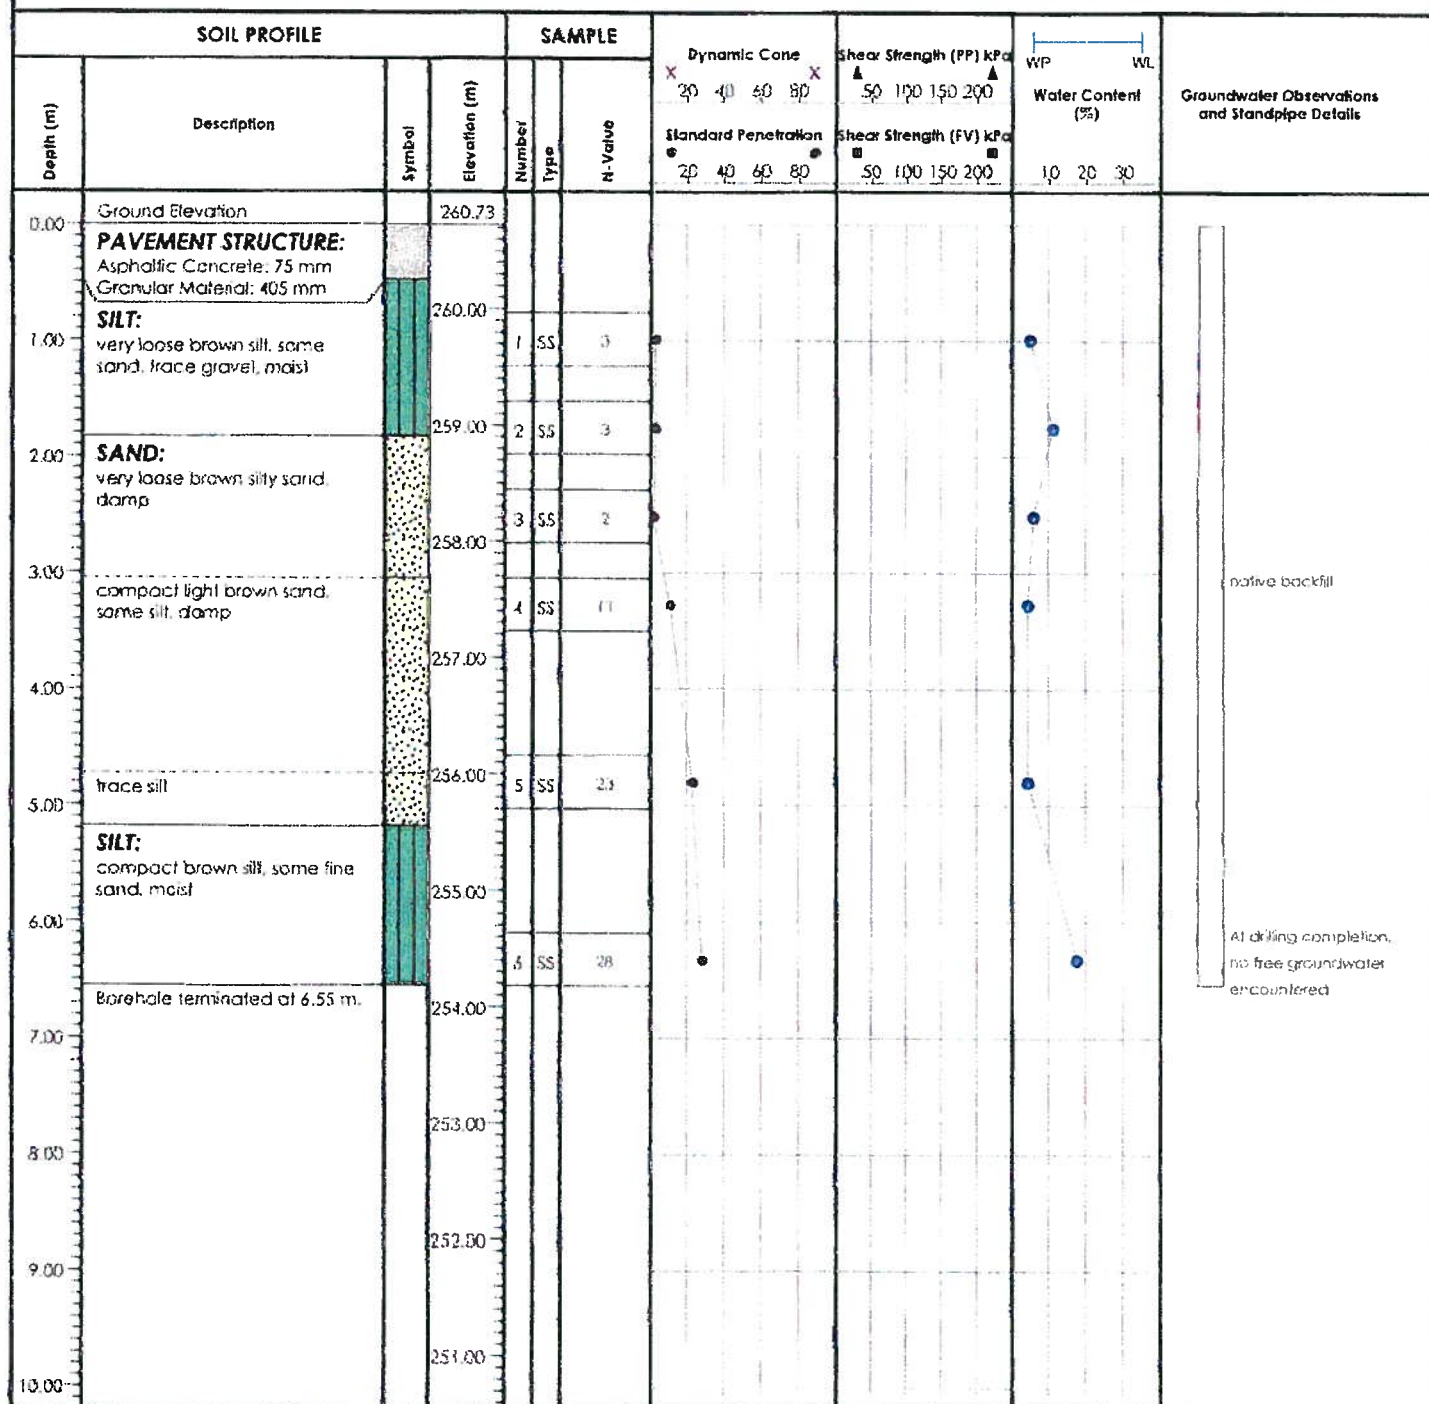 SOIL PROFILE
SAMPLE
Depth (m)
Description
Symbol
Elevation (m)
Number
Type
N-Value
Dynamic Cone
X X
20 40 60 80
Standard Penetration
20 40 60 80
Shear Strength (PP) kPa
50 100 150 200
Shear Strength (FV) kPa
50 100 150 200
WP WL
Water Content
(%)
10 20 30
Groundwater Observations
and Standpipe Details
Ground Elevation
260.73
0.00
PAVEMENT STRUCTURE:
Asphaltic Concrete: 75 mm
Granular Material: 405 mm
260.00
SILT:
1.00
very loose brown silt, some
sand, trace gravel, moist
1 SS 3
259.00
2 SS 3
2.00
SAND:
very loose brown silty sand,
damp
3 SS 2
258.00
3.00
compact light brown sand,
some silt, damp
4 SS 11
native backfill
257.00
4.00
256.00
trace silt
5 SS 23
5.00
SILT:
compact brown silt, some fine
sand, moist
255.00
6.00
6 SS 28
At drilling completion,
no free groundwater
encountered
Borehole terminated at 6.55 m.
254.00
7.00
253.00
8.00
252.00
9.00
251.00
10.00